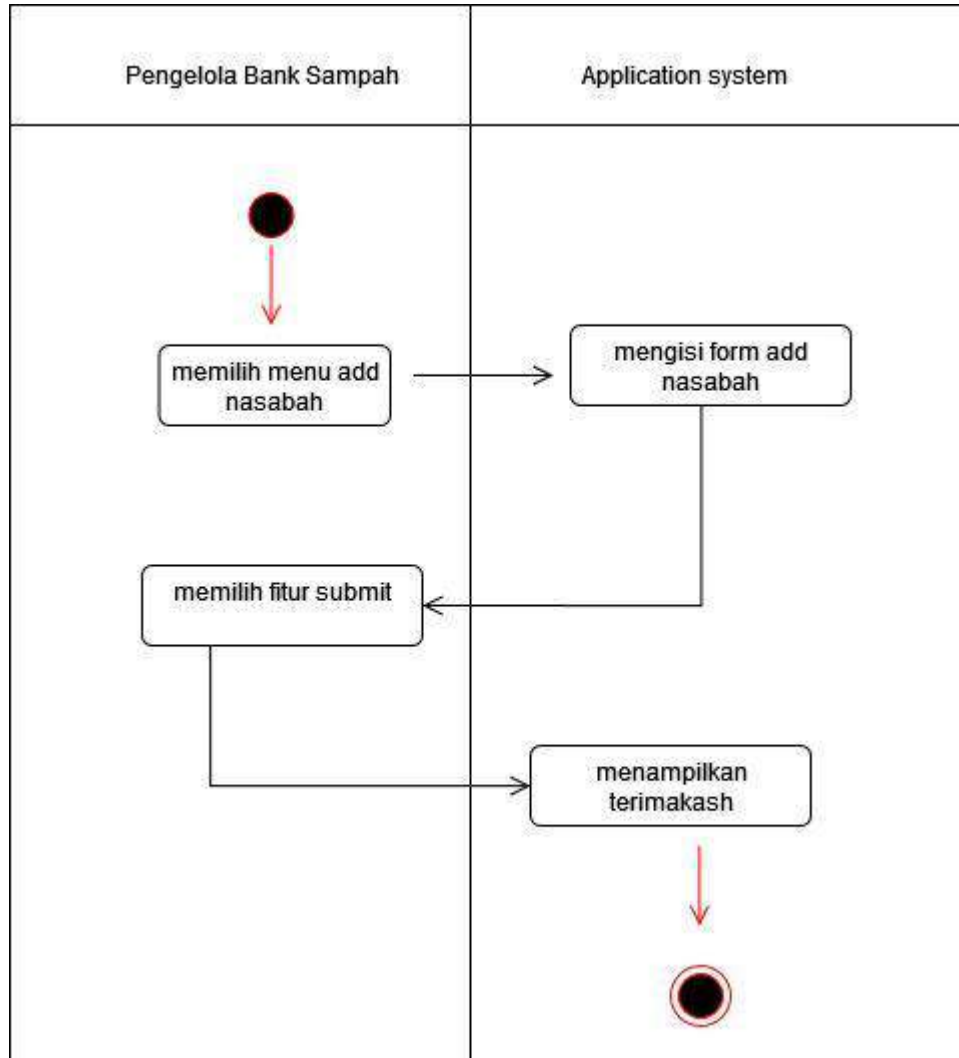 Pengelola Bank Sampah
Application system
memilih menu add
nasabah
mengisi form add
nasabah
memilih fitur submit
menampilkan
terimakash